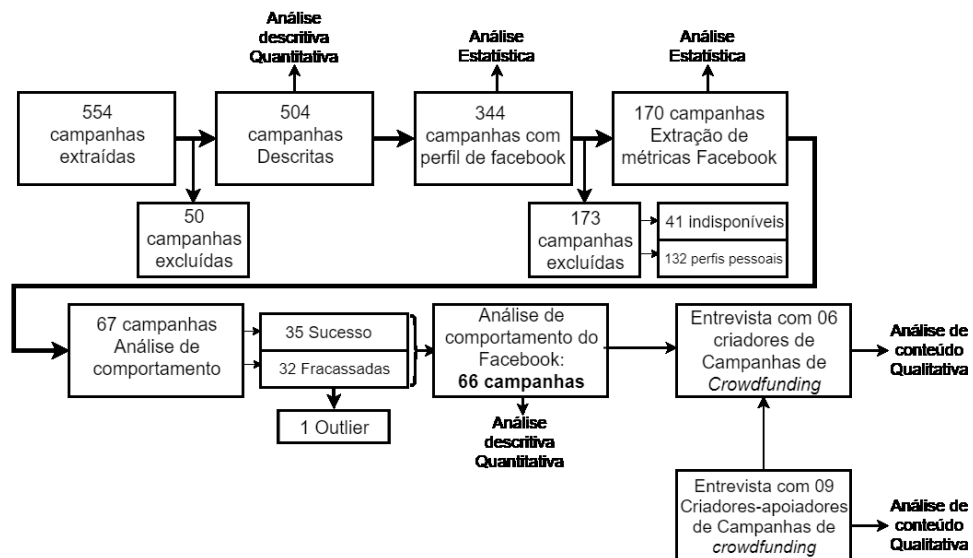 Análise
descritiva
Quantitativa
Análise
Estatística
Análise
Estatística
554
campanhas
extraídas
504
campanhas
Descritas
344
campanhas com
perfil de facebook
170 campanhas
Extração de
métricas Facebook
50
campanhas
excluídas
173
campanhas
excluídas
41 indisponíveis
132 perfis pessoais
67 campanhas
Análise de
comportamento
35 Sucesso
32 Fracassadas
1 Outlier
Análise de
comportamento do
Facebook:
66 campanhas
Análise
descritiva
Quantitativa
Entrevista com 06
criadores de
Campanhas de
Crowdfunding
Análise de
conteúdo
Qualitativa
Entrevista com 09
Criadores-apoiadores
de Campanhas de
crowdfunding
Análise de
conteúdo
Qualitativa